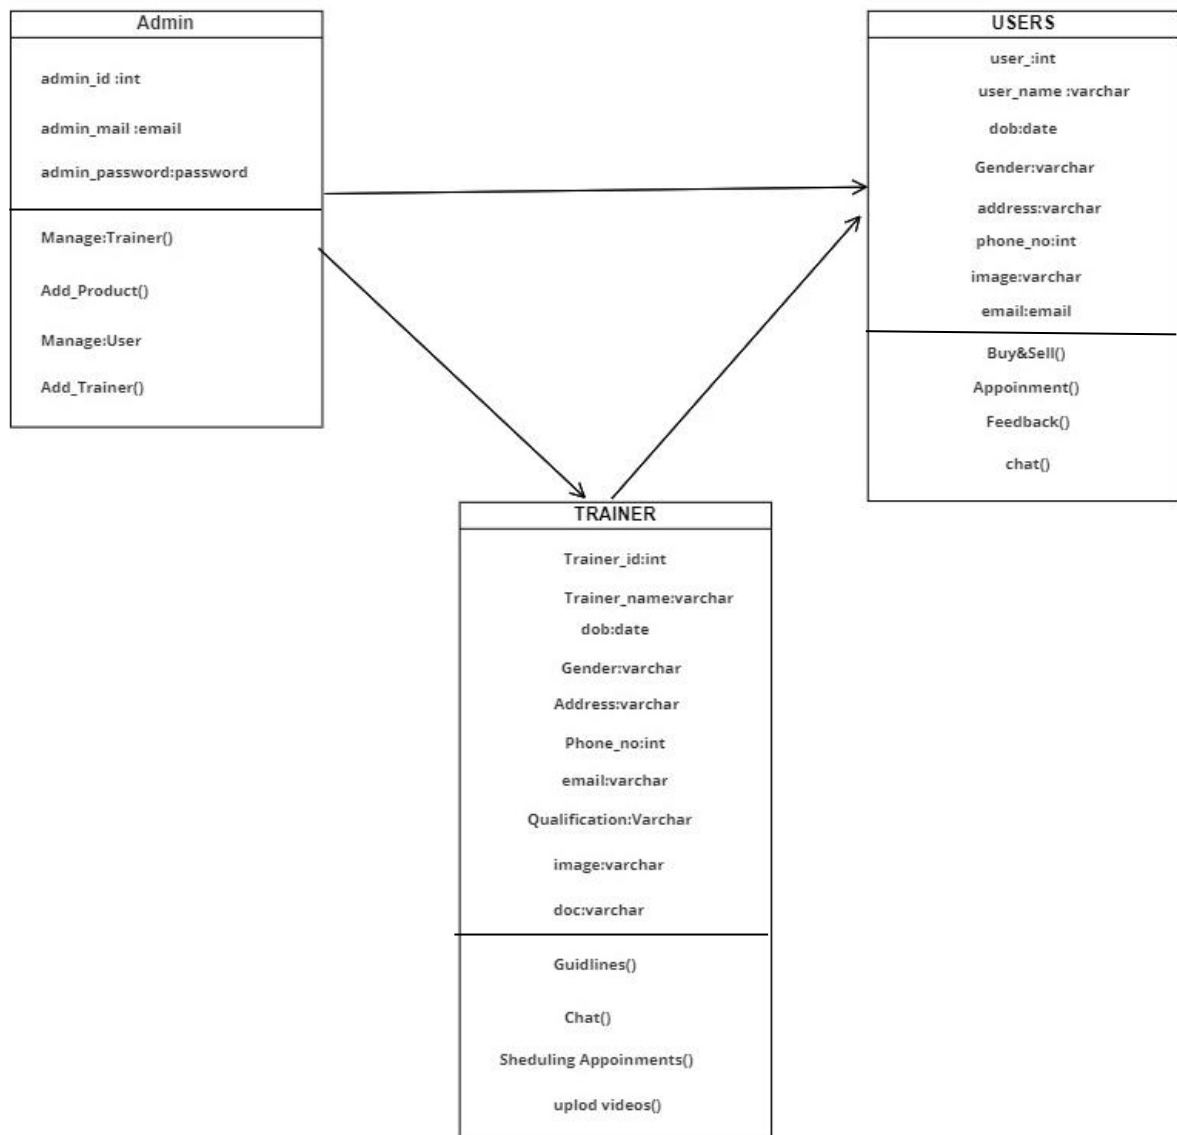 Admin
admin_id :int
admin_mail :email
admin_password:password
Manage:Trainer()
Add_Product()
Manage:User
Add_Trainer()
USERS
user_:int
user_name :varchar
dob:date
Gender:varchar
address:varchar
phone_no:int
image:varchar
email:email
Buy&Sell()
Appoinment()
Feedback()
chat()
TRAINER
Trainer_id:int
Trainer_name:varchar
dob:date
Gender:varchar
Address:varchar
Phone_no:int
email:varchar
Qualification:Varchar
image:varchar
doc:varchar
Guidlines()
Chat()
Sheduling Appoinments()
uplod videos()